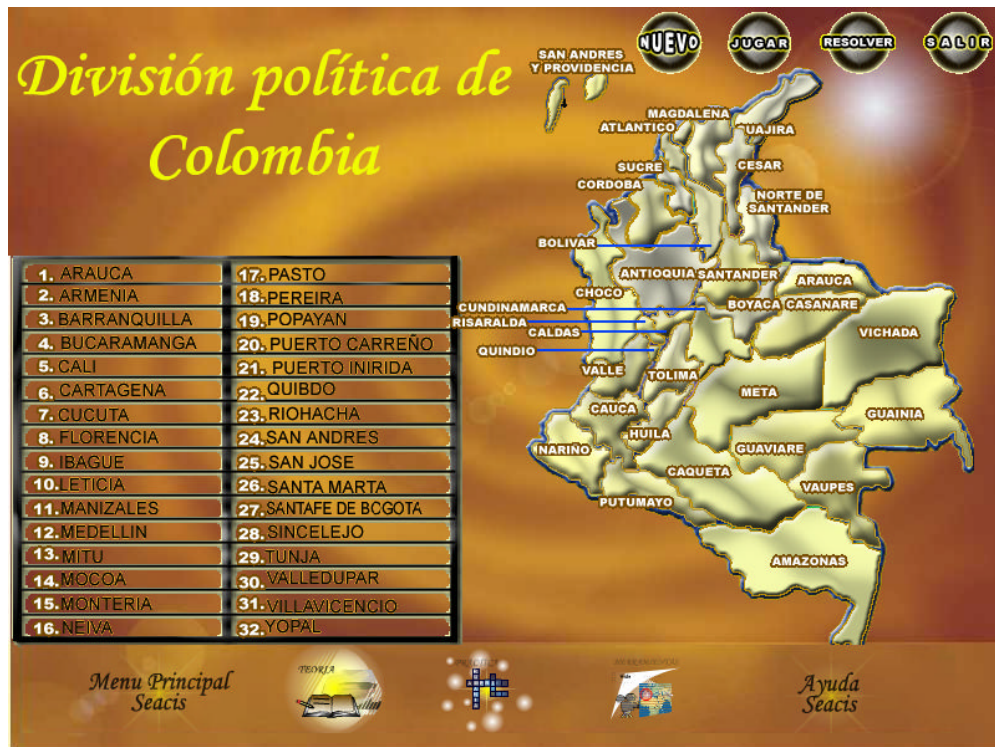 División política de
Colombia
NUEVO
JUGAR
RESOLVER
SALIR
SAN ANDRES
Y PROVIDENCIA
MAGDALENA
ATLANTICO
GUAJIRA
SUCRE
CESAR
CORDOBA
NORTE DE
SANTANDER
BOLIVAR
ANTIOQUIA
SANTANDER
ARAUCA
CHOCO
CUNDINAMARCA
BOYACA
CASANARE
RISARALDA
CALDAS
VICHADA
QUINDIO
VALLE
TOLIMA
META
CAUCA
GUAINIA
HUILA
NARIÑO
GUAVIARE
CAQUETA
VAUPES
PUTUMAYO
AMAZONAS
1. ARAUCA
2. ARMENIA
3. BARRANQUILLA
4. BUCARAMANGA
5. CALI
6. CARTAGENA
7. CUCUTA
8. FLORENCIA
9. IBAGUE
10. LETICIA
11. MANIZALES
12. MEDELLIN
13. MITU
14. MOCOA
15. MONTERIA
16. NEIVA
17. PASTO
18. PEREIRA
19. POPAYAN
20. PUERTO CARREÑO
21. PUERTO INIRIDA
22. QUIBDO
23. RIOHACHA
24. SAN ANDRES
25. SAN JOSE
26. SANTA MARTA
27. SANTAFE DE BOGOTA
28. SINCELEJO
29. TUNJA
30. VALLEDUPAR
31. VILLAVICENCIO
32. YOPAL
Menu Principal
Seacis
TEORIA
Ayuda
Seacis